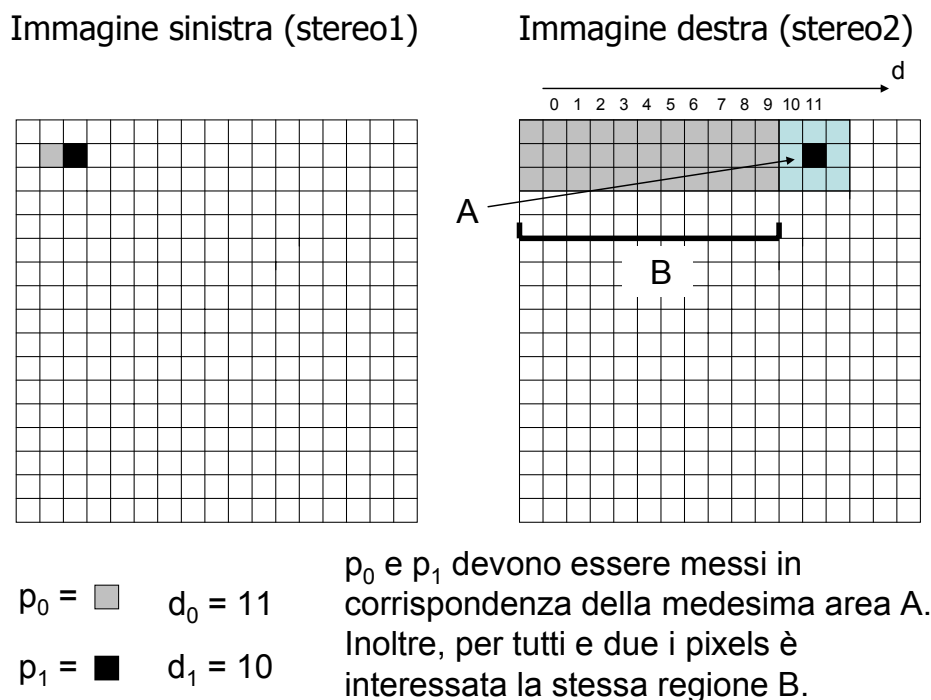 Immagine sinistra (stereo1)
Immagine destra (stereo2)
d
0 1 2 3 4 5 6 7 8 9 10 11
A
B
p₀ =
d₀ = 11
p₁ =
d₁ = 10
p₀ e p₁ devono essere messi in
corrispondenza della medesima area A.
Inoltre, per tutti e due i pixels è
interessata la stessa regione B.